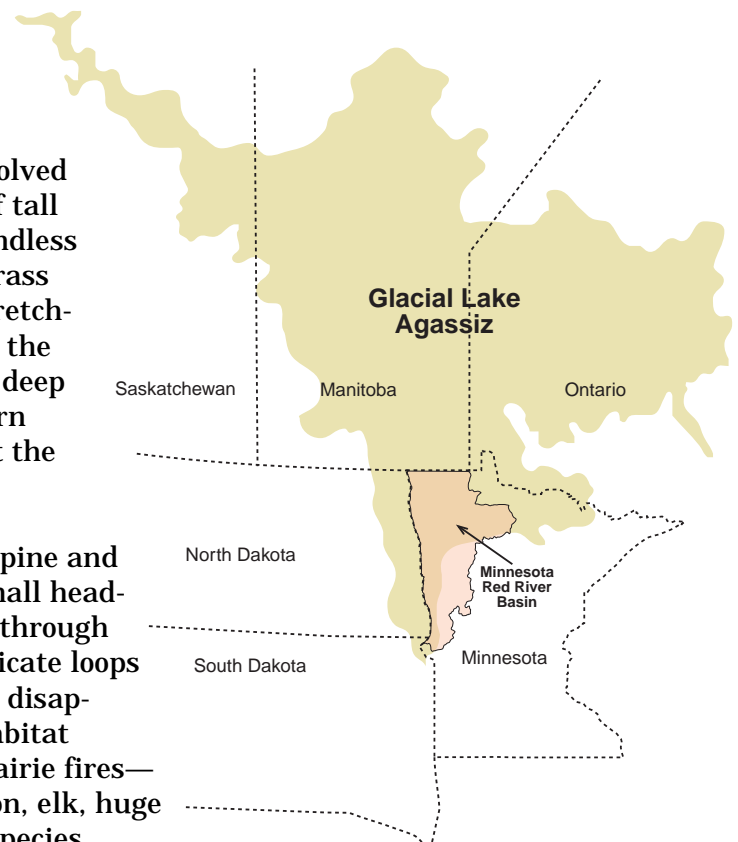 olved
f tall
ndless
rass
retch-
the
deep
rn
t the
pine and
nall head-
through
icate loops
disap-
abitat
airie fires—
on, elk, huge
pecies
Glacial Lake
Agassiz
Saskatchewan
Manitoba
Ontario
North Dakota
Minnesota
Red River
Basin
South Dakota
Minnesota